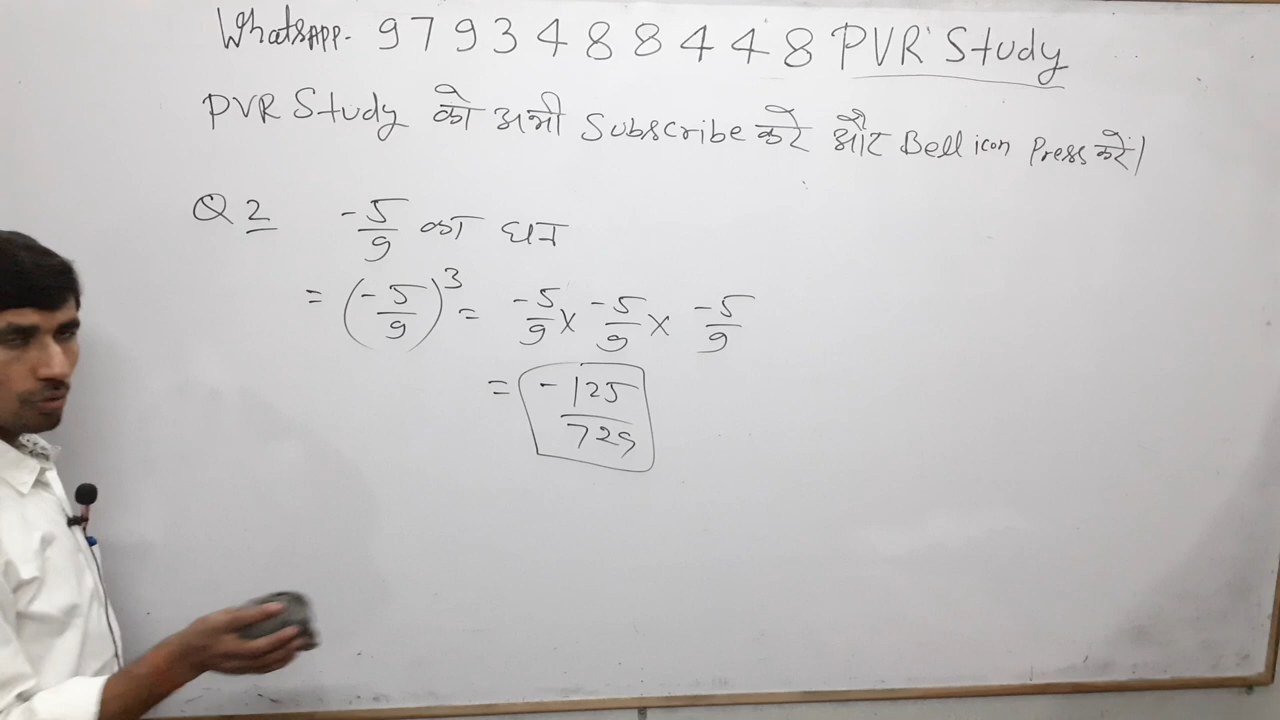 WhatsAPP. 9793488448 PVR Study
PVR Study को अभी Subscribe करे और Bell icon Press करें।
Q 2 -5/9 का घन
= (-5/9)^3 = -5/9 x -5/9 x -5/9
= -125/729